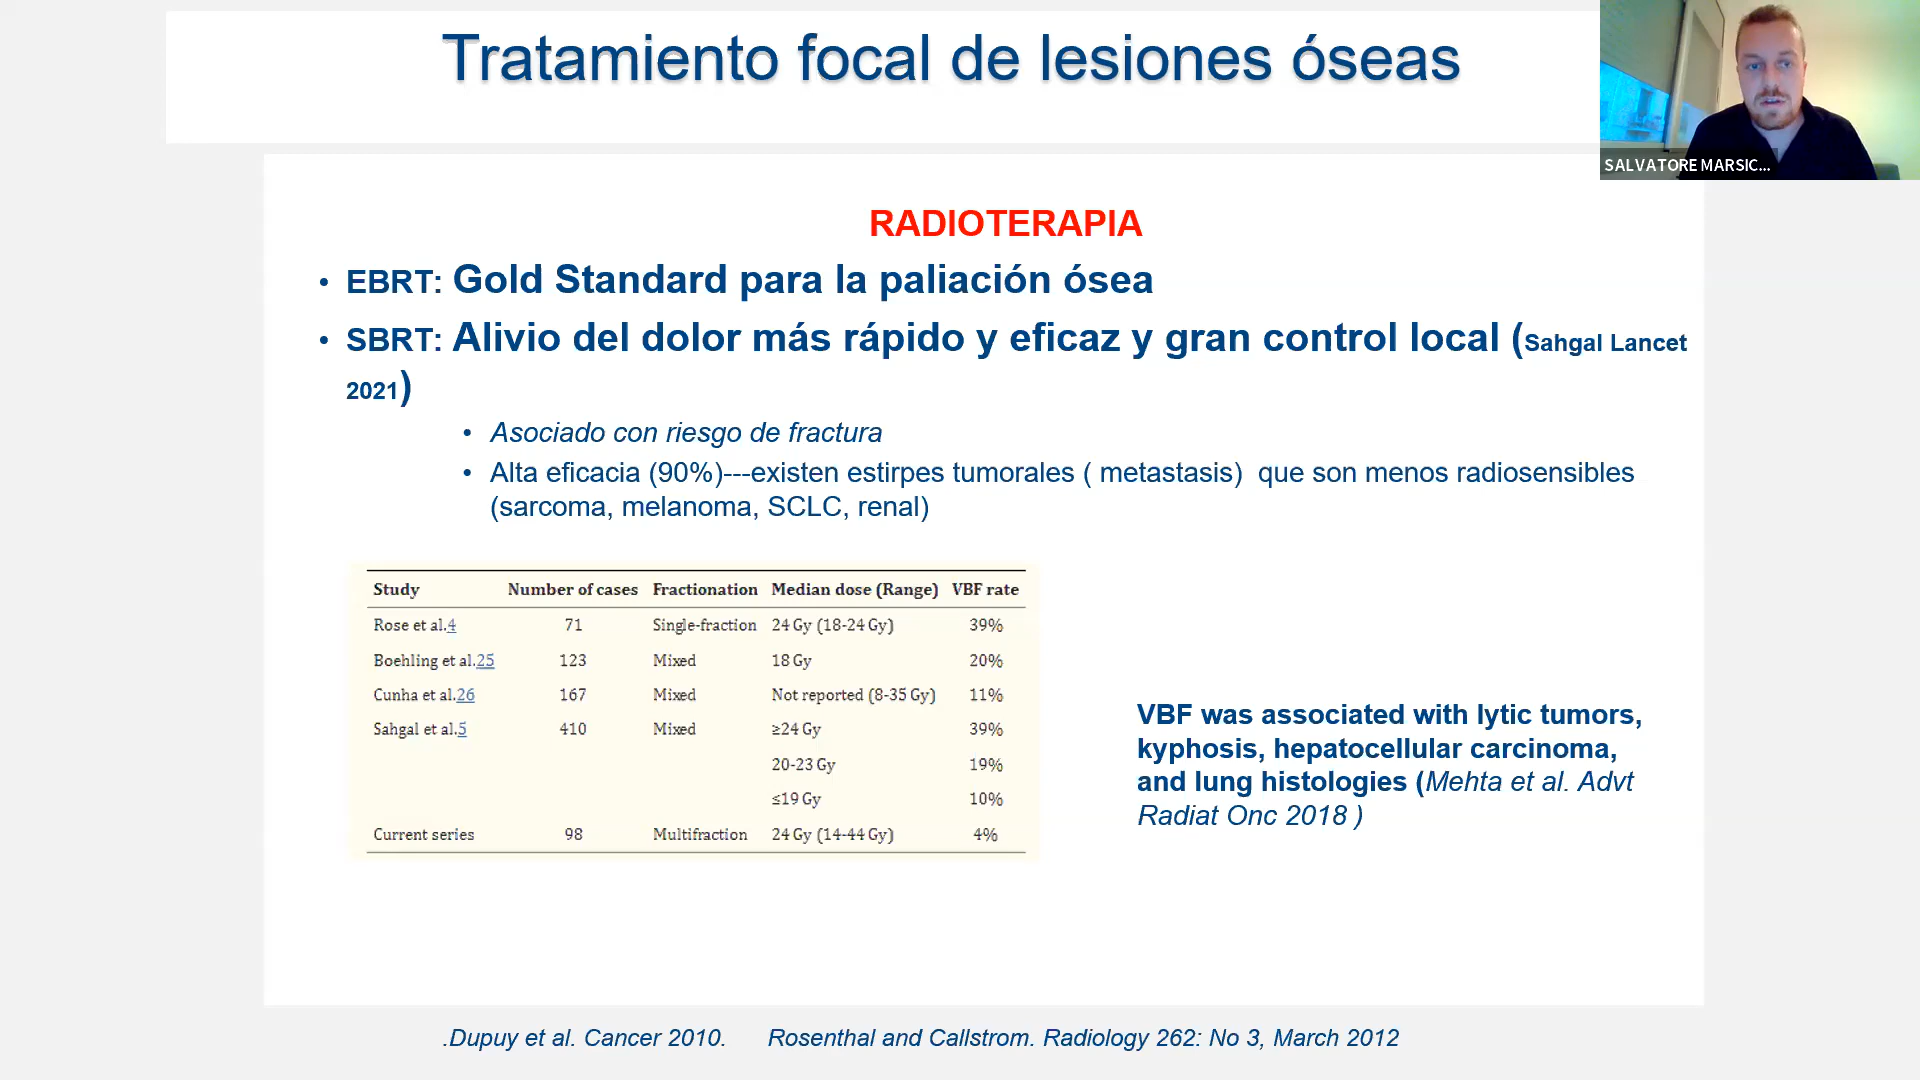 Tratamiento focal de lesiones óseas
SALVATORE MARSIC...
RADIOTERAPIA
• EBRT: Gold Standard para la paliación ósea
• SBRT: Alivio del dolor más rápido y eficaz y gran control local (Sahgal Lancet
2021)
• Asociado con riesgo de fractura
• Alta eficacia (90%)---existen estirpes tumorales ( metastasis) que son menos radiosensibles
(sarcoma, melanoma, SCLC, renal)
Study Number of cases Fractionation Median dose (Range) VBF rate
Rose et al.4 71 Single-fraction 24 Gy (18-24 Gy) 39%
Boehling et al.25 123 Mixed 18 Gy 20%
Cunha et al.26 167 Mixed Not reported (8-35 Gy) 11%
Sahgal et al.5 410 Mixed ≥24 Gy 39%
20-23 Gy 19%
≤19 Gy 10%
Current series 98 Multifraction 24 Gy (14-44 Gy) 4%
VBF was associated with lytic tumors,
kyphosis, hepatocellular carcinoma,
and lung histologies (Mehta et al. Advt
Radiat Onc 2018 )
.Dupuy et al. Cancer 2010. Rosenthal and Callstrom. Radiology 262: No 3, March 2012